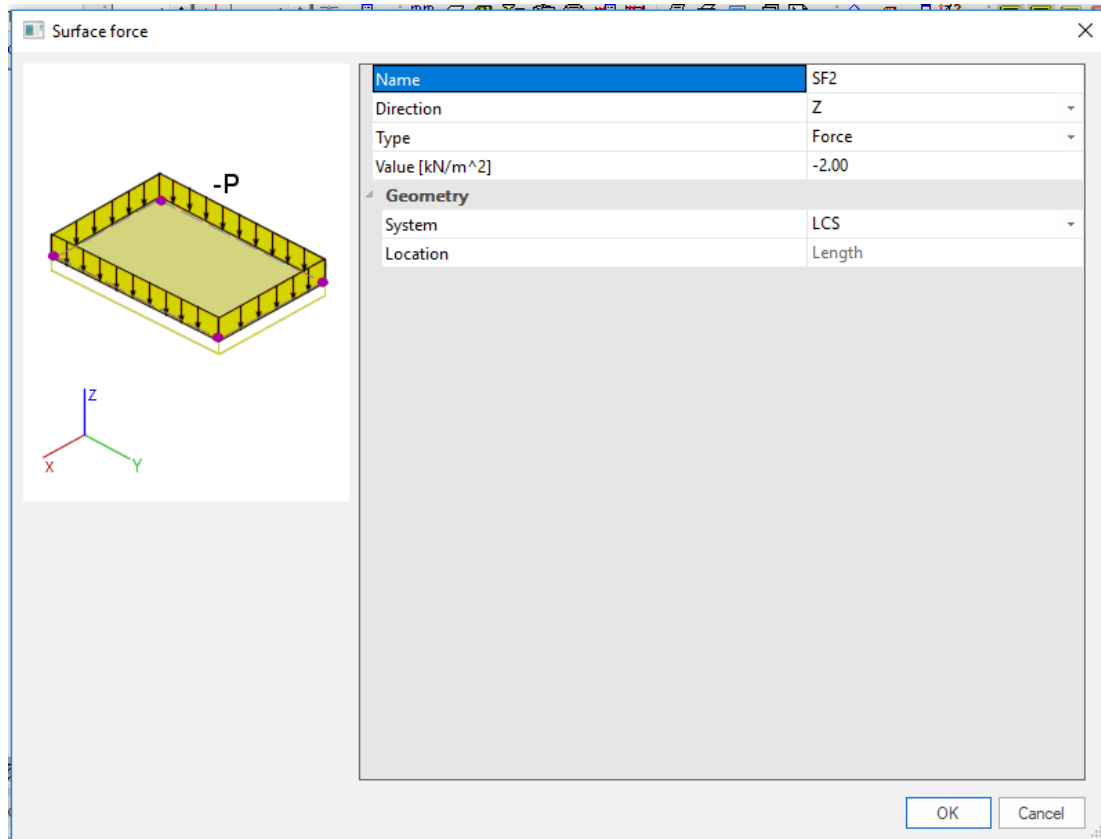 Surface force
Name SF2
Direction Z
Type Force
Value [kN/m^2] -2.00
Geometry
System LCS
Location Length
-P
Z
X
Y
OK Cancel